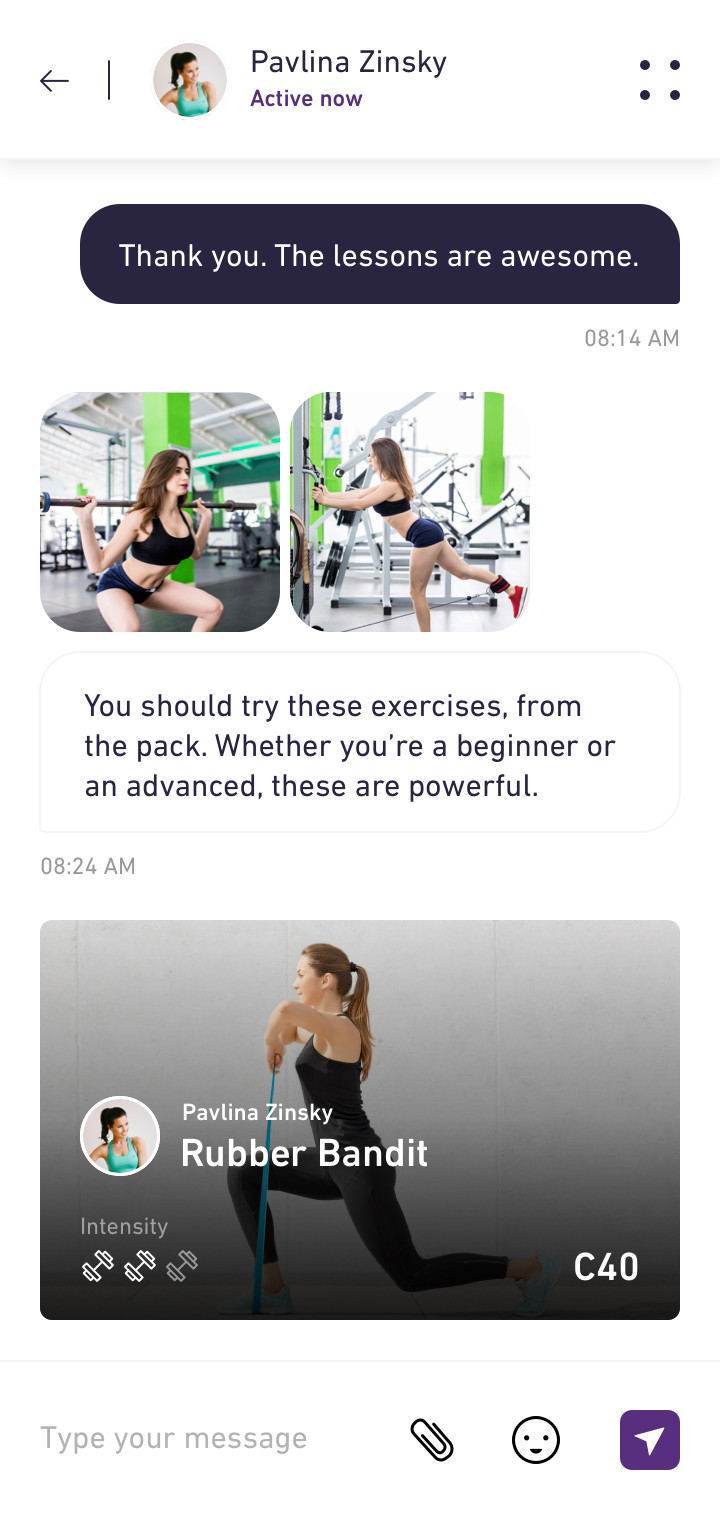 Pavlina Zinsky
Active now
Thank you. The lessons are awesome.
08:14 AM
You should try these exercises, from
the pack. Whether you’re a beginner or
an advanced, these are powerful.
08:24 AM
Pavlina Zinsky
Rubber Bandit
Intensity
C40
Type your message